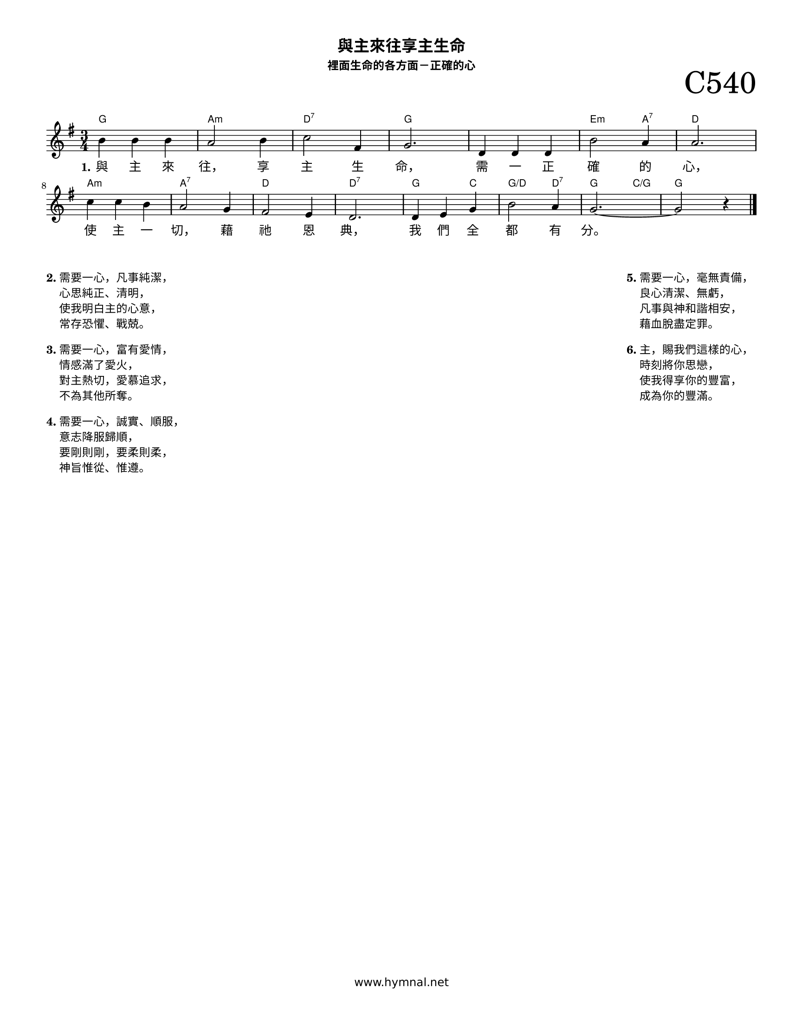 與主來往享主生命
裡面生命的各方面－正確的心
C540
G Am D7 G Em A7 D
3 4
1. 與 主 來 往， 享 主 生 命， 需 一 正 確 的 心，
8 Am A7 D D7 G C G/D D7 G C/G G
使 主 一 切， 藉 祂 恩 典， 我 們 全 都 有 分。
2. 需要一心，凡事純潔，
心思純正、清明，
使我明白主的心意，
常存恐懼、戰兢。
3. 需要一心，富有愛情，
情感滿了愛火，
對主熱切，愛慕追求，
不為其他所奪。
4. 需要一心，誠實、順服，
意志降服歸順，
要剛則剛，要柔則柔，
神旨惟從、惟遵。
5. 需要一心，毫無責備，
良心清潔、無虧，
凡事與神和諧相安，
藉血脫盡定罪。
6. 主，賜我們這樣的心，
時刻將你思戀，
使我得享你的豐富，
成為你的豐滿。
www.hymnal.net